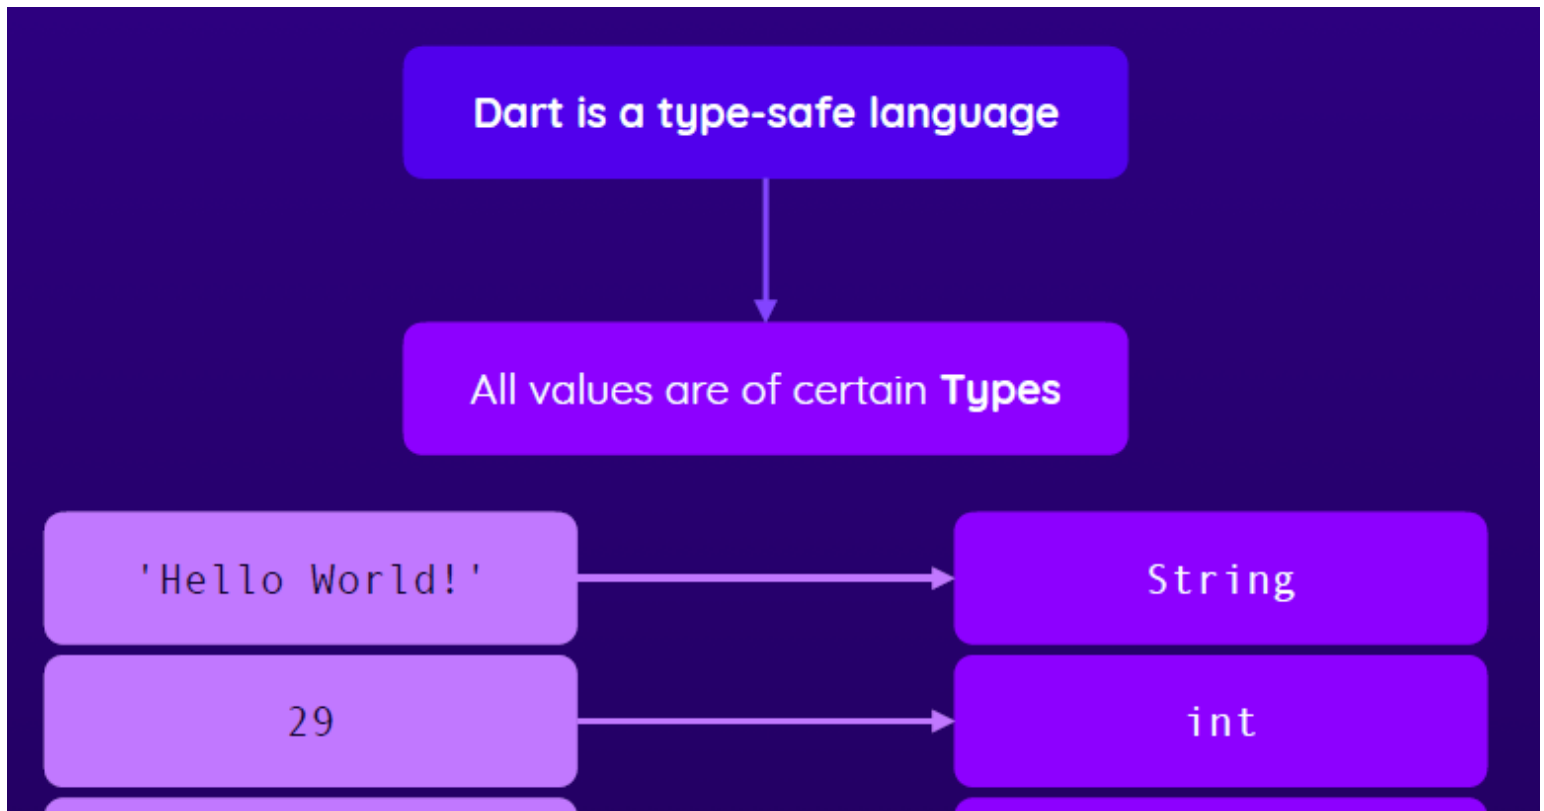 Dart is a type-safe language
All values are of certain Types
'Hello World!'
String
29
int